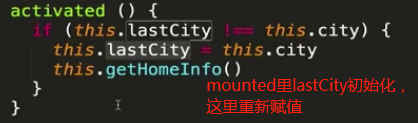 activated () {
if (this.lastCity !== this.city) {
this.lastCity = this.city
this.getHomeInfo()
}
}
mounted里lastCity初始化，
这里重新赋值